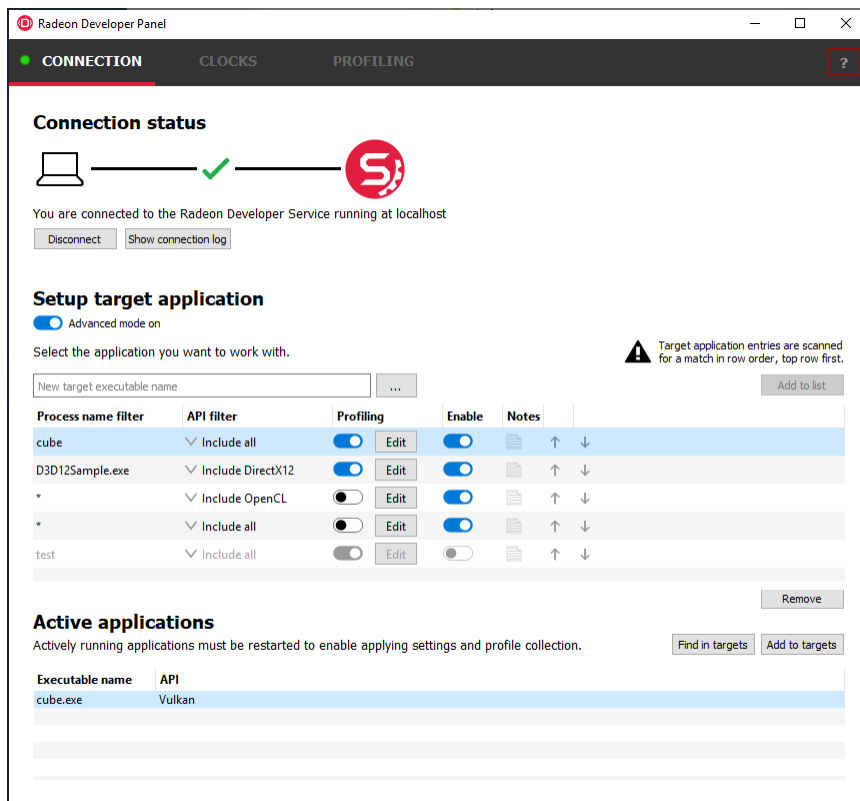 Radeon Developer Panel
CONNECTION CLOCKS PROFILING ?
Connection status
You are connected to the Radeon Developer Service running at localhost
Disconnect Show connection log
Setup target application
Advanced mode on
Select the application you want to work with.
Target application entries are scanned
for a match in row order, top row first.
New target executable name ... Add to list
Process name filter API filter Profiling Enable Notes
cube Include all Edit
D3D12Sample.exe Include DirectX12 Edit
* Include OpenCL Edit
* Include all Edit
test Include all Edit
Remove
Active applications
Actively running applications must be restarted to enable applying settings and profile collection. Find in targets Add to targets
Executable name API
cube.exe Vulkan